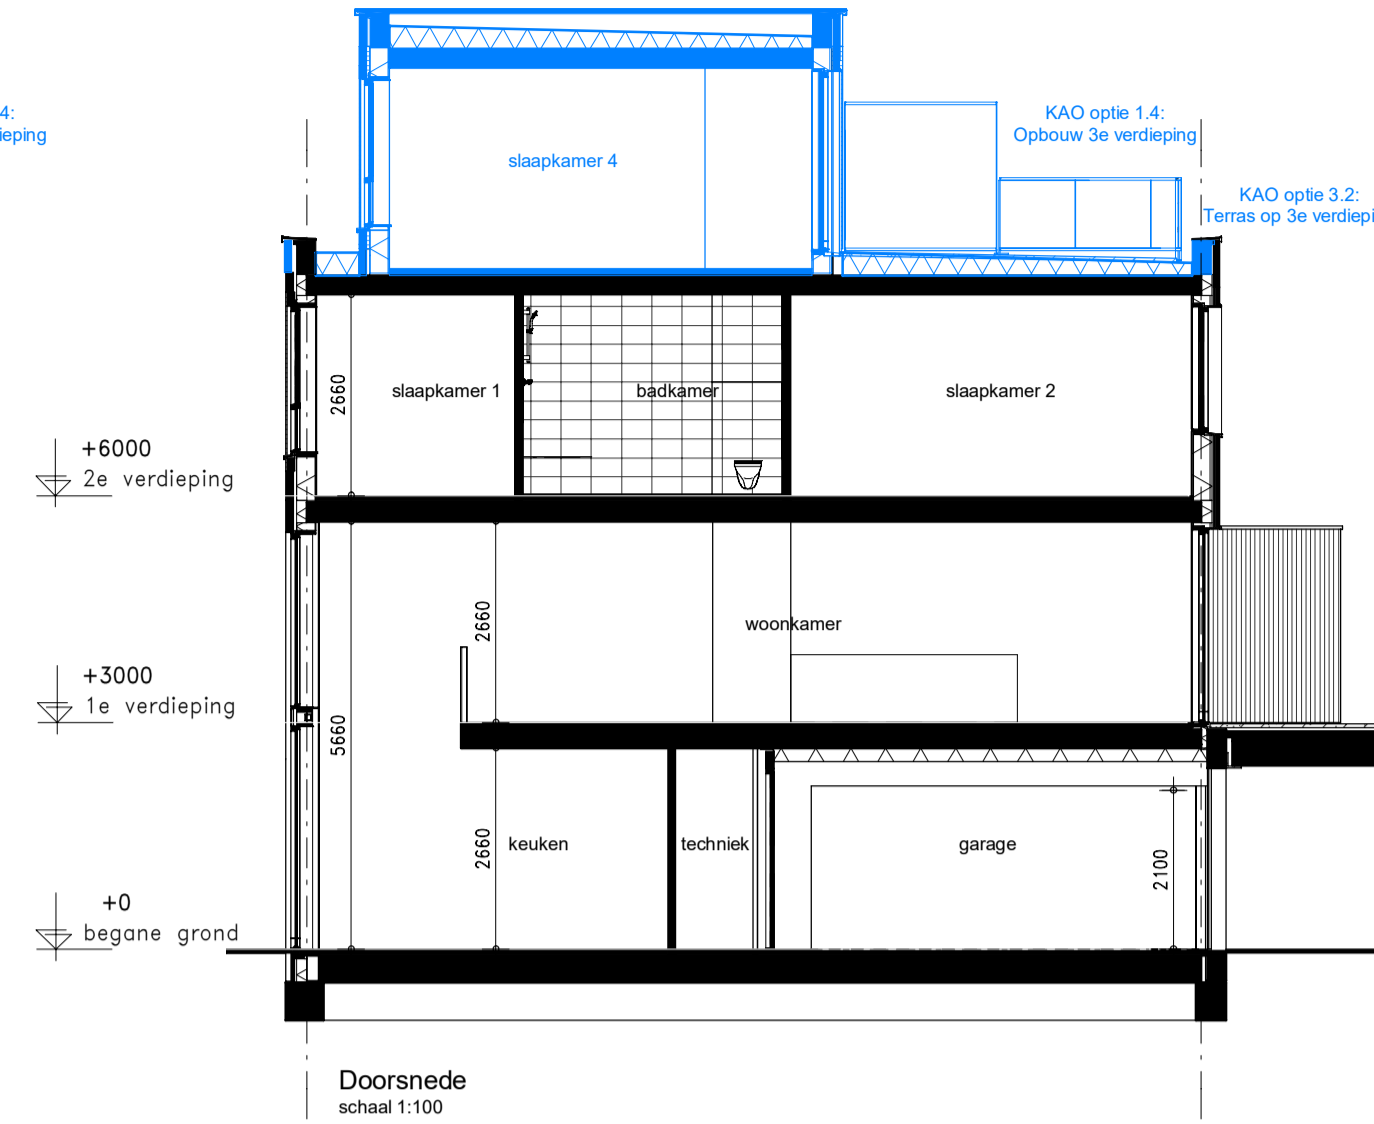 4:
ieping
KAO optie 1.4:
Opbouw 3e verdieping
slaapkamer 4
KAO optie 3.2:
Terras op 3e verdiepi
2660
slaapkamer 1
badkamer
slaapkamer 2
+6000
2e verdieping
2660
woonkamer
+3000
1e verdieping
5660
2660
keuken
techniek
garage
2100
+0
begane grond
Doorsnede
schaal 1:100